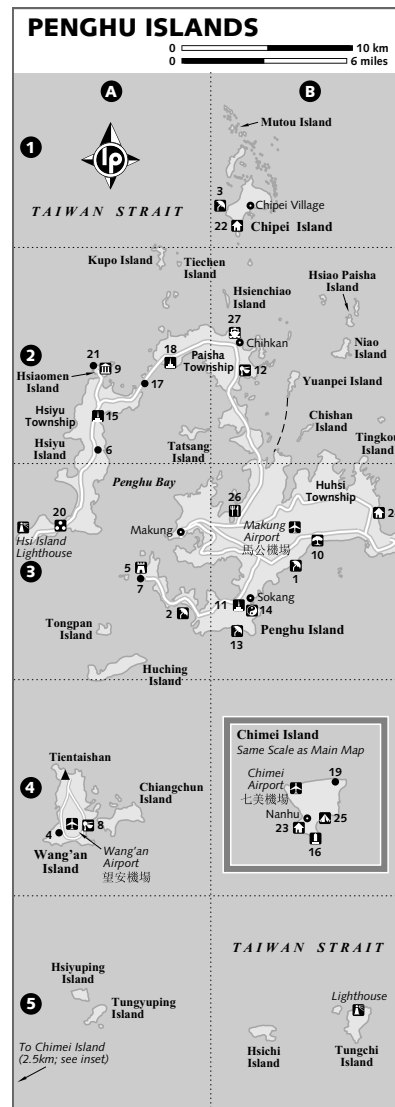 PENGHU ISLANDS
0 10 km
0 6 miles
A B
1
lp
TAIWAN STRAIT
Mutou Island
3
Chipei Village
22 Chipei Island
Kupo Island
Tiechen
Island
Hsienchiao
Island
Hsiao Paisha
Island
27
Chihkan
Niao
Island
2
21
9
Hsiaomen
Island
18
Paisha
Township
12
17
Yuanpei Island
Hsiyu
Township
15
Chishan
Island
Hsiyu
Island
6
Tatsang
Island
Tingkou
Island
Penghu Bay
Huhsi
Township
20
26
2
Hsi Island
Lighthouse
Makung
Makung
Airport
馬公機場
10
3
5
7
1
2
11
Sokang
14
Penghu Island
13
Tongpan
Island
Huching
Island
4
Tientaishan
Chiangchun
Island
4
8
Wang'an
Island
Wang'an
Airport
望安機場
Chimei Island
Same Scale as Main Map
Chimei
Airport
七美機場
19
Nanhu
23
25
16
5
TAIWAN STRAIT
Hsiyuping
Island
Tungyuping
Island
Lighthouse
To Chimei Island
(2.5km; see inset)
Hsichi
Island
Tungchi
Island